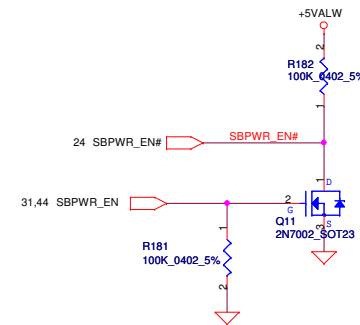 +5VALW
2
R182
100K_0402_5%
1
24 SBPWR_EN#
SBPWR_EN#
1
D
31,44 SBPWR_EN
2
G
Q11
S
3
2N7002_SOT23
1
R181
100K_0402_5%
2